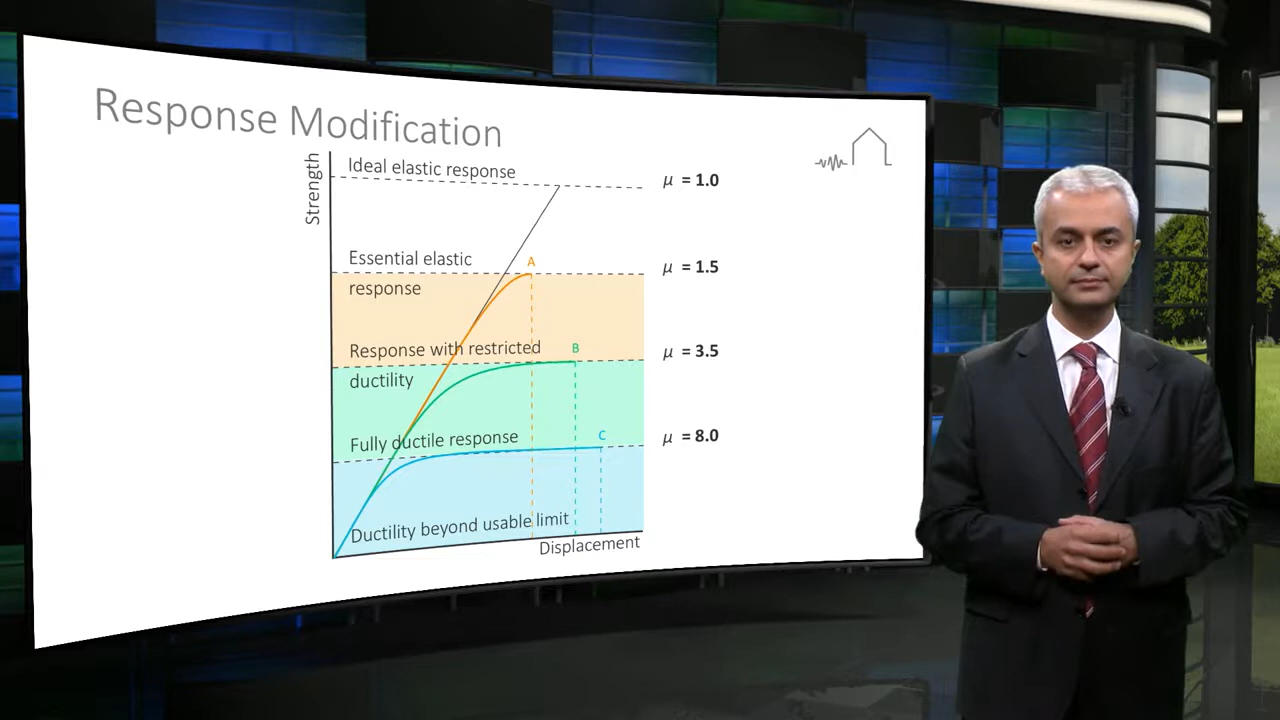 Response Modification
Strength
Ideal elastic response
μ = 1.0
Essential elastic
response
A
μ = 1.5
Response with restricted
ductility
B
μ = 3.5
Fully ductile response
C
μ = 8.0
Ductility beyond usable limit
Displacement